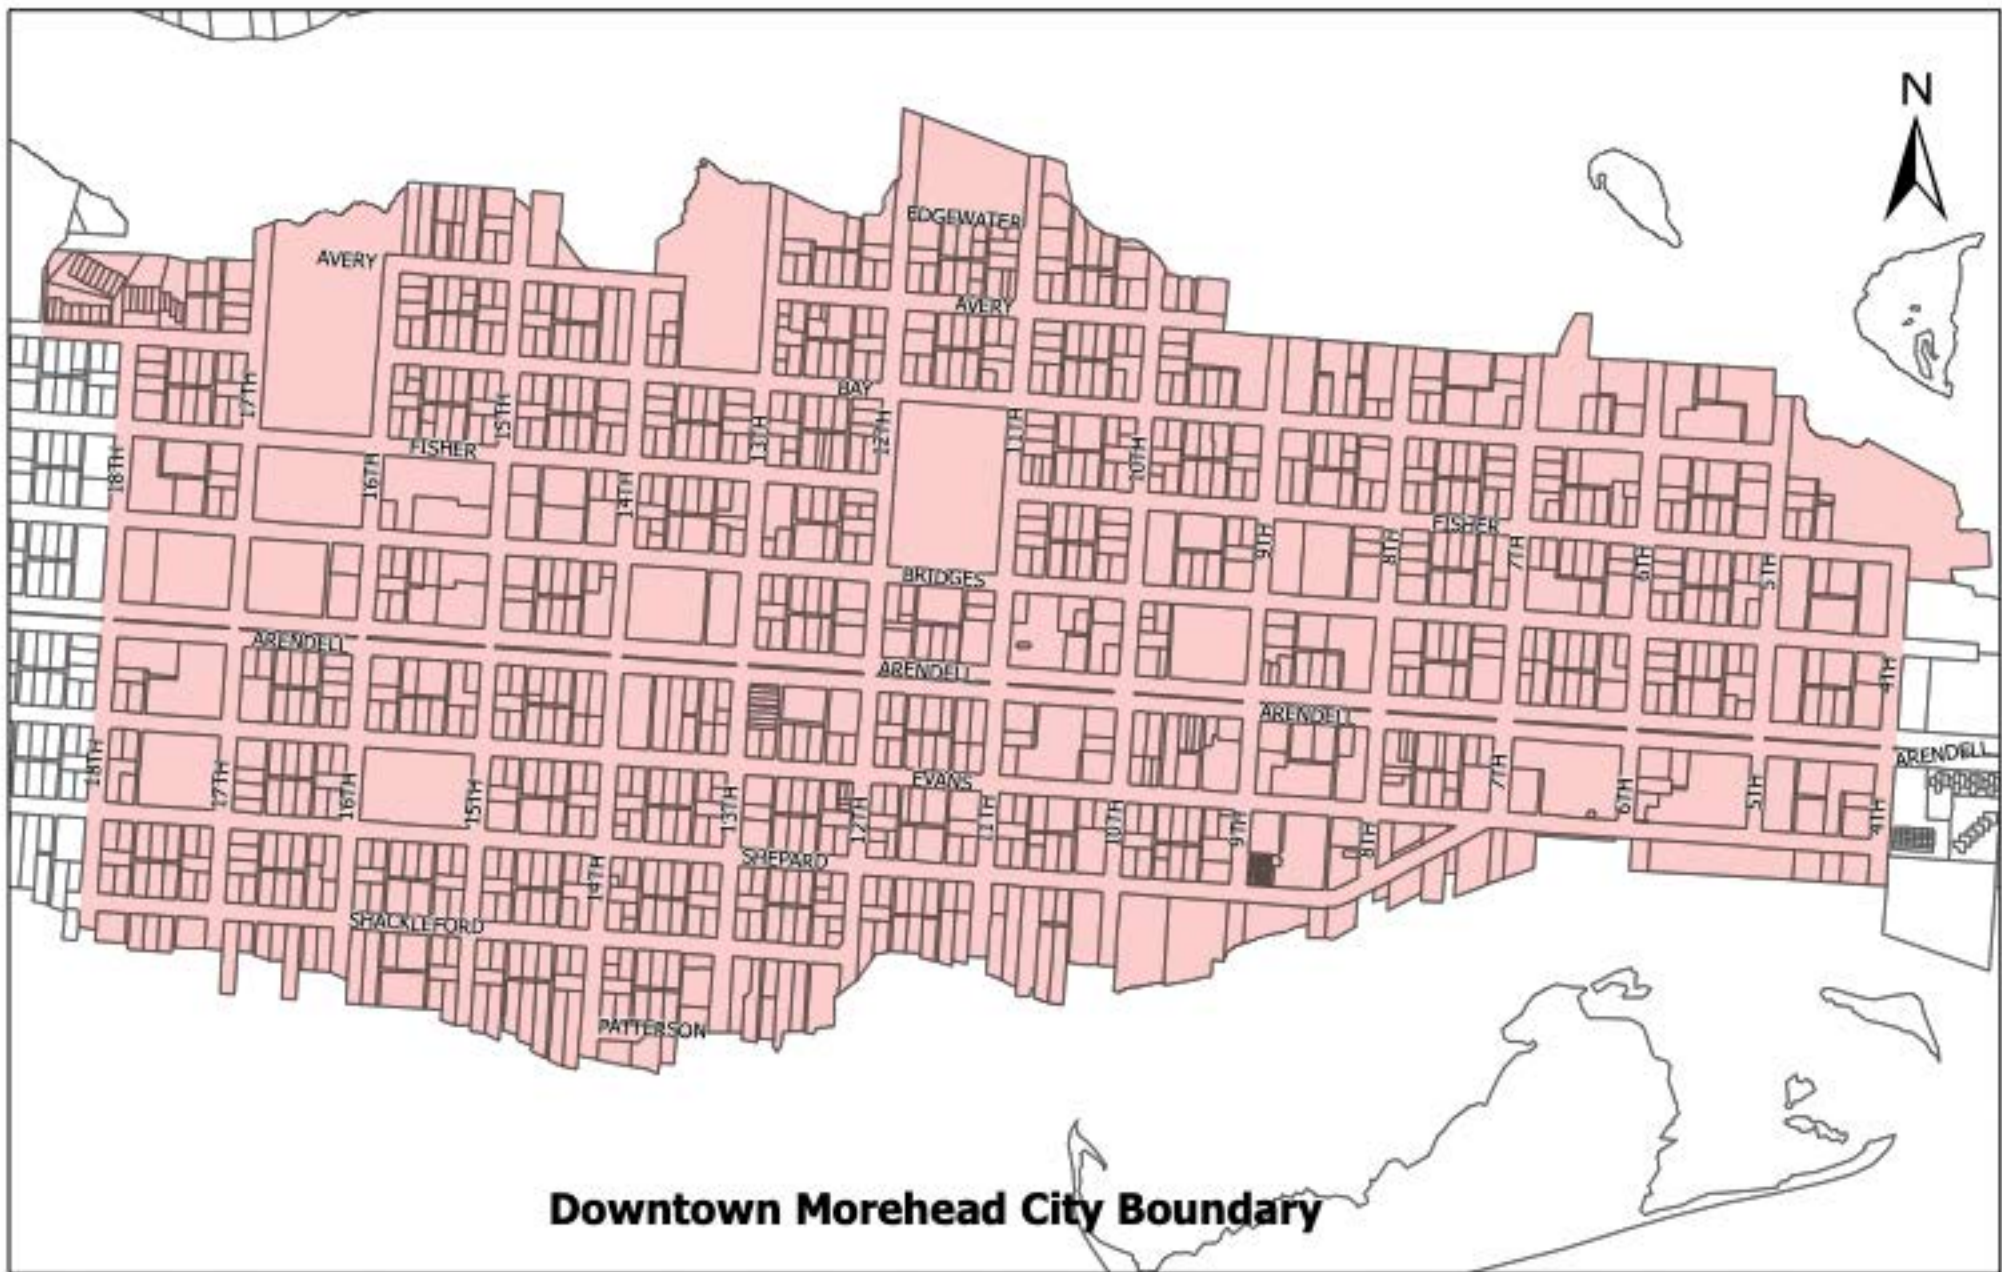 N
EDGEWATER
AVERY
AVERY
BAY
17TH
15TH
13TH
12TH
11TH
10TH
FISHER
18TH
16TH
14TH
FISHER
9TH
8TH
7TH
6TH
5TH
BRIDGES
ARENDELL
ARENDELL
4TH
ARENDELL
ARENDELL
18TH
17TH
16TH
15TH
13TH
EVANS
12TH
11TH
10TH
9TH
8TH
7TH
6TH
5TH
4TH
SHEPARD
14TH
SHACKLEFORD
PATTERSON
Downtown Morehead City Boundary